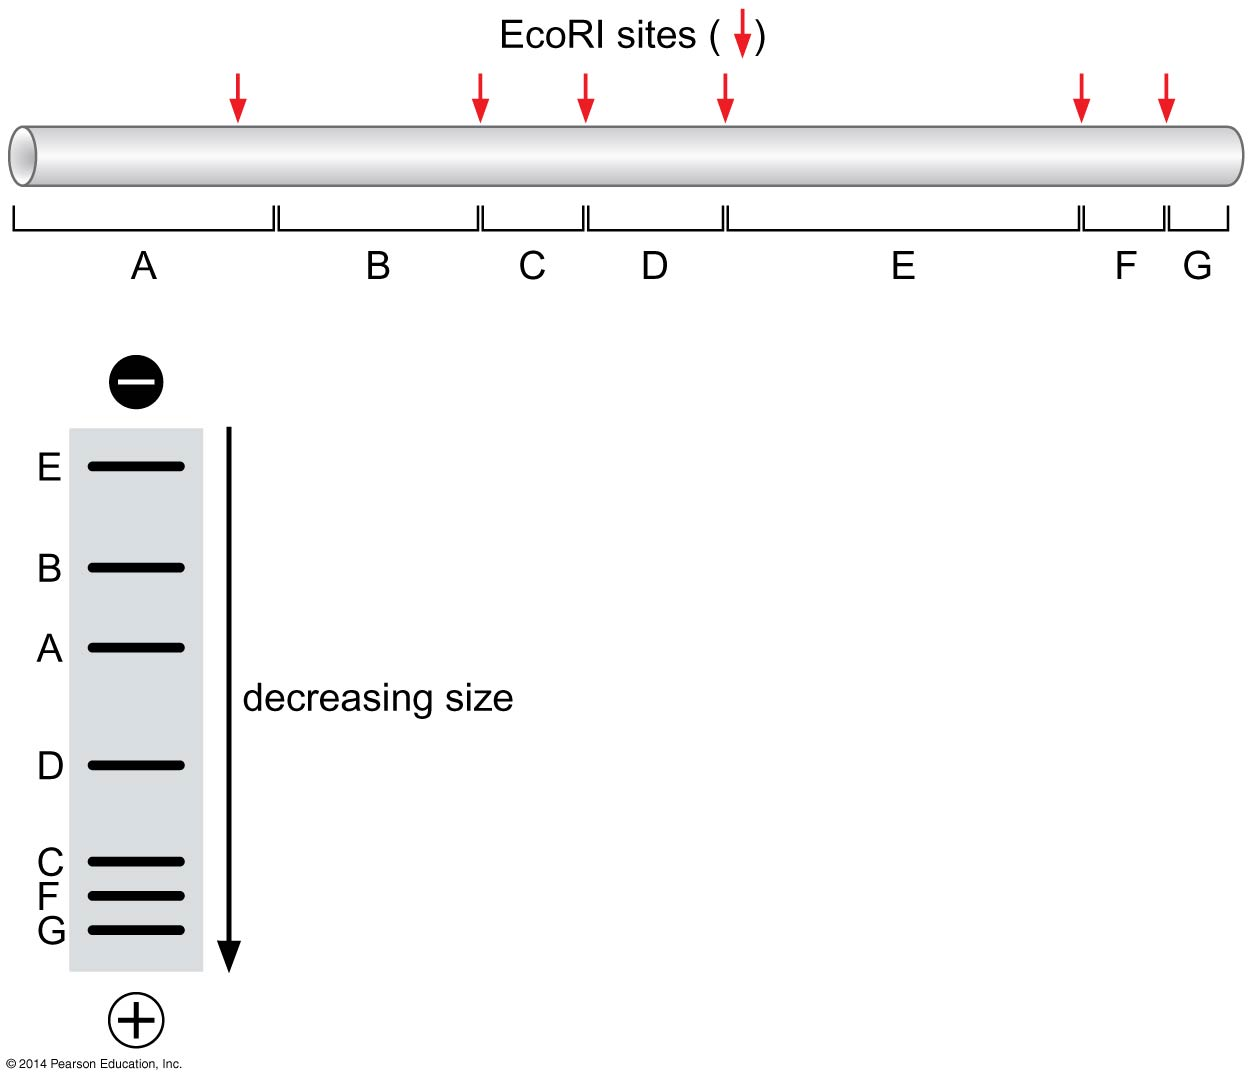 EcoRI sites ( )
A B C D E F G
E
B
A
decreasing size
D
C
F
G
© 2014 Pearson Education, Inc.